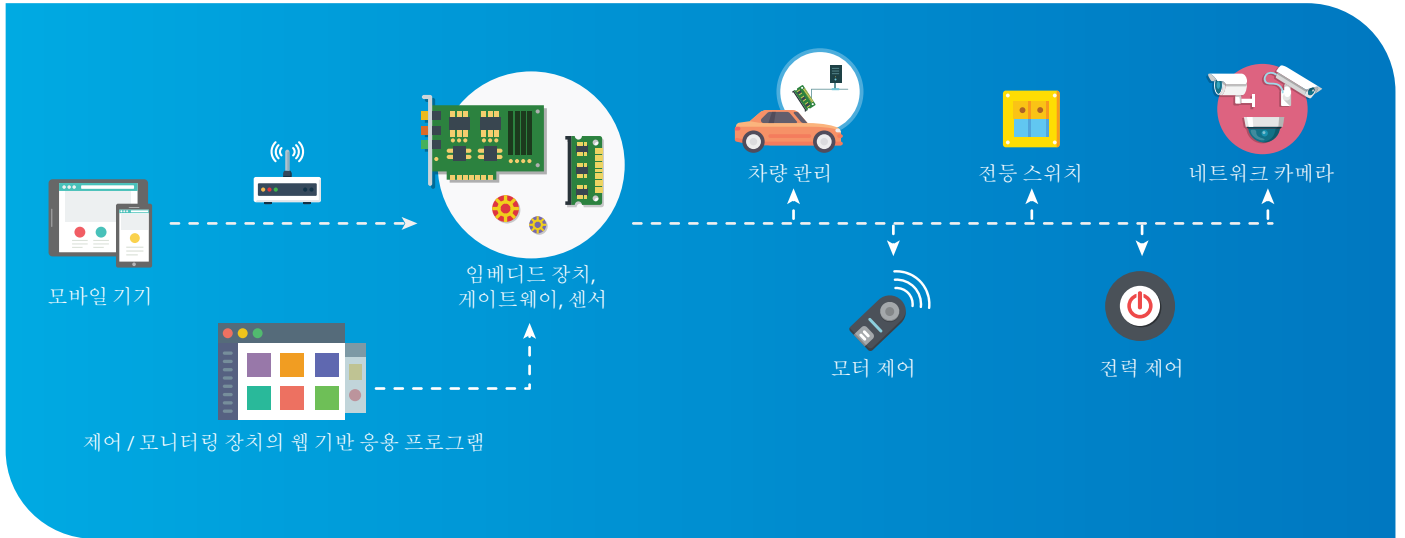 차량 관리
전등 스위치
네트워크 카메라
모바일 기기
임베디드 장치,
게이트웨이, 센서
모터 제어
전력 제어
제어 / 모니터링 장치의 웹 기반 응용 프로그램